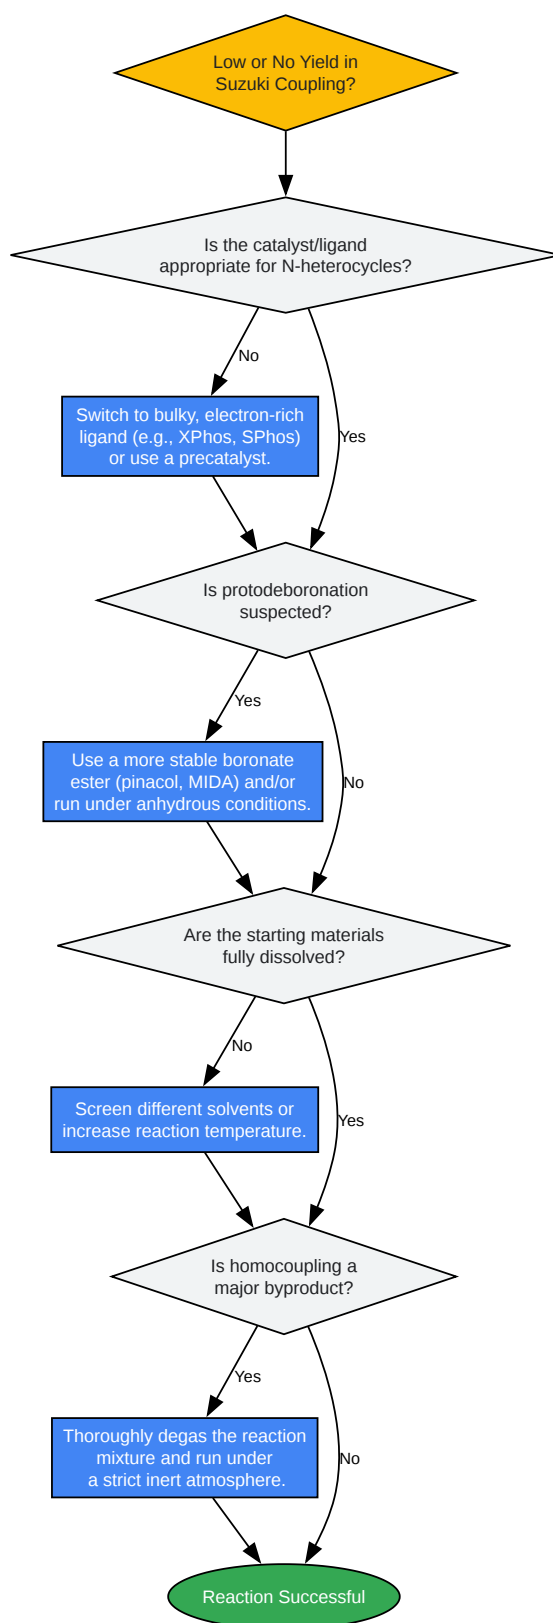 Low or No Yield in
Suzuki Coupling?
Is the catalyst/ligand
appropriate for N-heterocycles?
No
Switch to bulky, electron-rich
ligand (e.g., XPhos, SPhos)
or use a precatalyst.
Yes
Is protodeboronation
suspected?
Yes
Use a more stable boronate
ester (pinacol, MIDA) and/or
run under anhydrous conditions.
No
Are the starting materials
fully dissolved?
No
Screen different solvents or
increase reaction temperature.
Yes
Is homocoupling a
major byproduct?
Yes
Thoroughly degas the reaction
mixture and run under
a strict inert atmosphere.
No
Reaction Successful